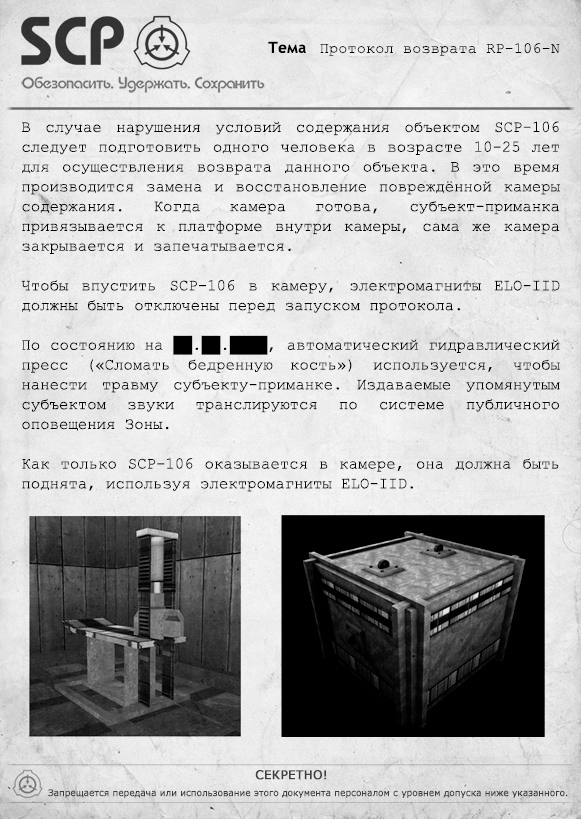 SCP
Обезопасить. Удержать. Сохранить
Тема Протокол возврата RP-106-N
В случае нарушения условий содержания объектом SCP-106
следует подготовить одного человека в возрасте 10-25 лет
для осуществления возврата данного объекта. В это время
производится замена и восстановление повреждённой камеры
содержания. Когда камера готова, субъект-приманка
привязывается к платформе внутри камеры, сама же камера
закрывается и запечатывается.
Чтобы впустить SCP-106 в камеру, электромагниты ELO-IID
должны быть отключены перед запуском протокола.
По состоянию на ██.██.████, автоматический гидравлический
пресс («Сломать бедренную кость») используется, чтобы
нанести травму субъекту-приманке. Издаваемые упомянутым
субъектом звуки транслируются по системе публичного
оповещения Зоны.
Как только SCP-106 оказывается в камере, она должна быть
поднята, используя электромагниты ELO-IID.
СЕКРЕТНО!
Запрещается передача или использование этого документа персоналом с уровнем допуска ниже указанного.